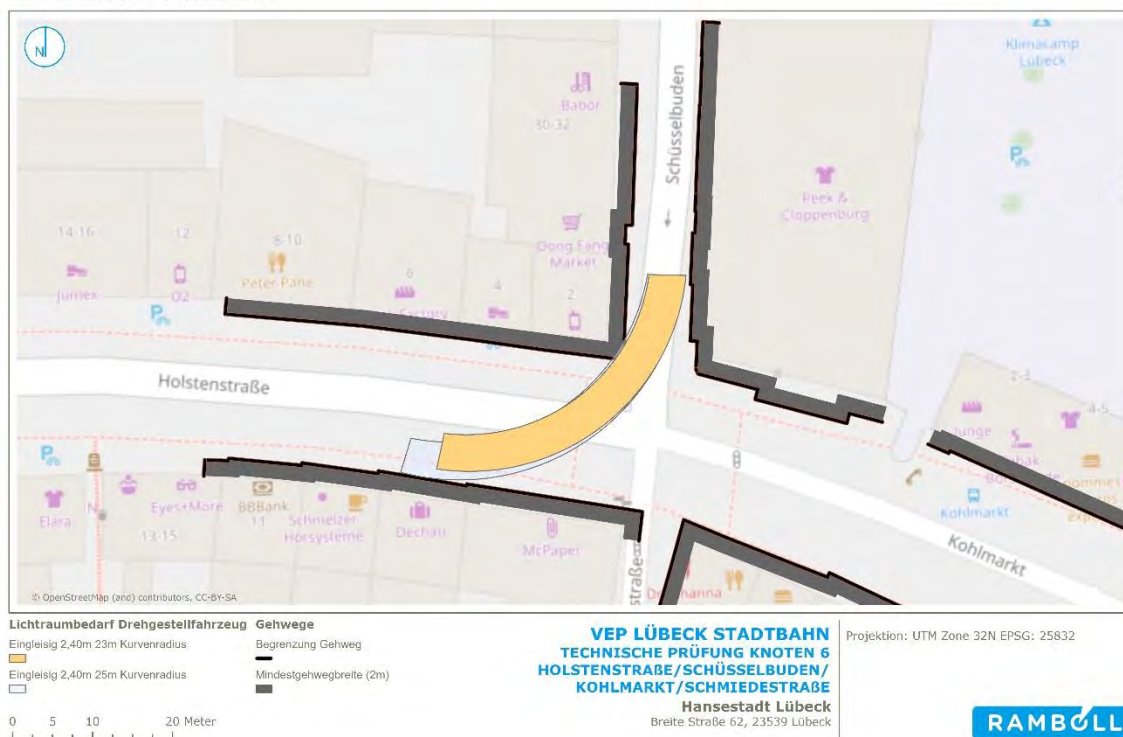 N
Klimacamp
Lübeck
Babor
30-32
Schüsselbuden
Peek &
Cloppenburg
14-16
12
8-10
Dong Fang
Market
Jumex
O2
Peter Pane
6
4
2
Factory
Holstenstraße
2-3
4-5
Junge
Kohlmarkt
Elara
Eyes+More
BBBank
11
Schmelzer
Hörsysteme
Dechau
13-15
McPaper
Kohlmarkt
© OpenStreetMap (and) contributors, CC-BY-SA
Lichtraumbedarf Drehgestellfahrzeug
Eingleisig 2,40m 23m Kurvenradius
Eingleisig 2,40m 25m Kurvenradius
0 5 10 20 Meter
Gehwege
Begrenzung Gehweg
Mindestgehwegbreite (2m)
VEP LÜBECK STADTBAHN
TECHNISCHE PRÜFUNG KNOTEN 6
HOLSTENSTRAßE/SCHÜSSELBUDEN/
KOHLMARKT/SCHMIEDESTRAßE
Hansestadt Lübeck
Breite Straße 62, 23539 Lübeck
Projektion: UTM Zone 32N EPSG: 25832
RAMBOLL